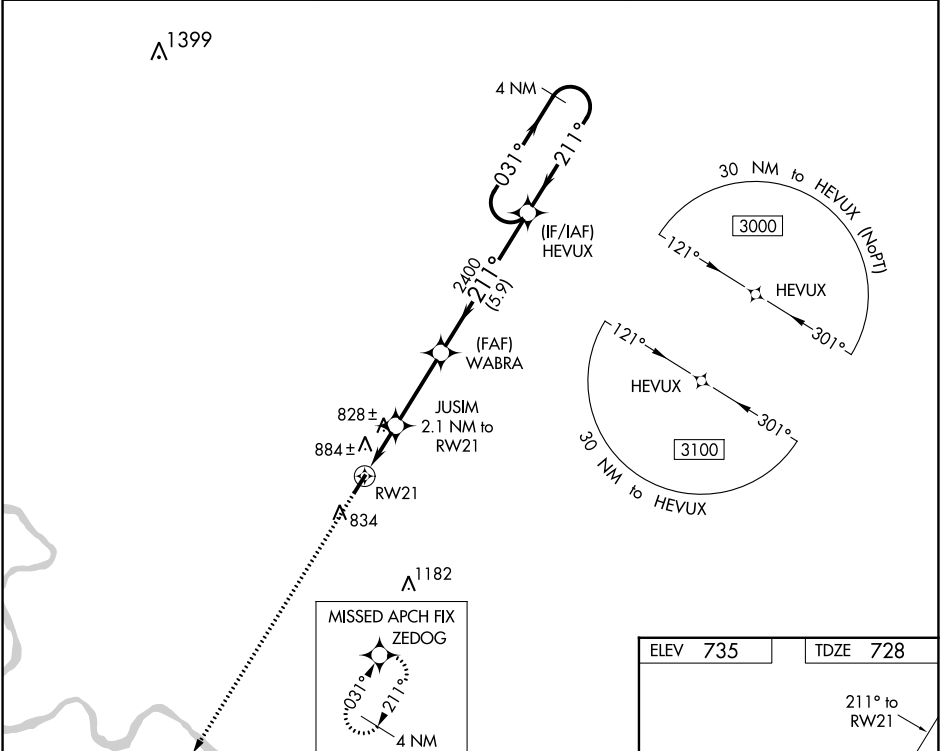 1399
4 NM
031°
211°
(IF/IAF)
HEVUX
2400
211°
(5.9)
(FAF)
WABRA
JUSIM
2.1 NM to
RW21
828±
884±
RW21
834
1182
30 NM to HEVUX (NoPT)
3000
121°
HEVUX
301°
121°
HEVUX
301°
3100
30 NM to HEVUX
MISSED APCH FIX
ZEDOG
031°
211°
4 NM
ELEV 735
TDZE 728
211° to
RW21